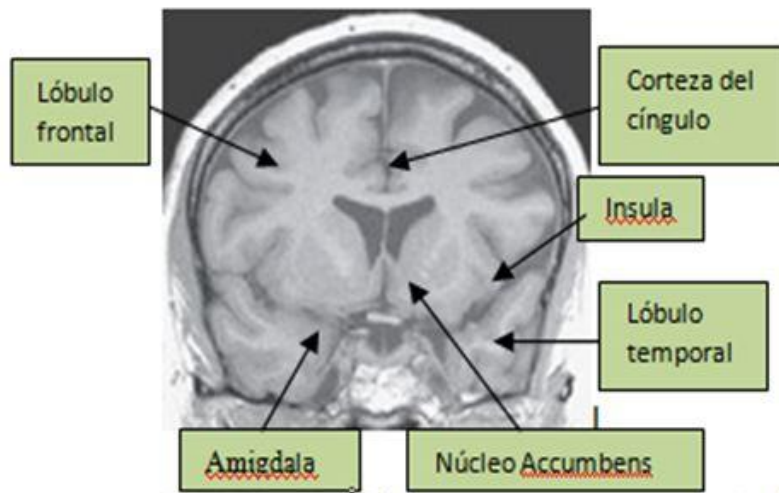 Lóbulo
frontal
Corteza del
cíngulo
Insula
Lóbulo
temporal
Amigdala
Núcleo Accumbens